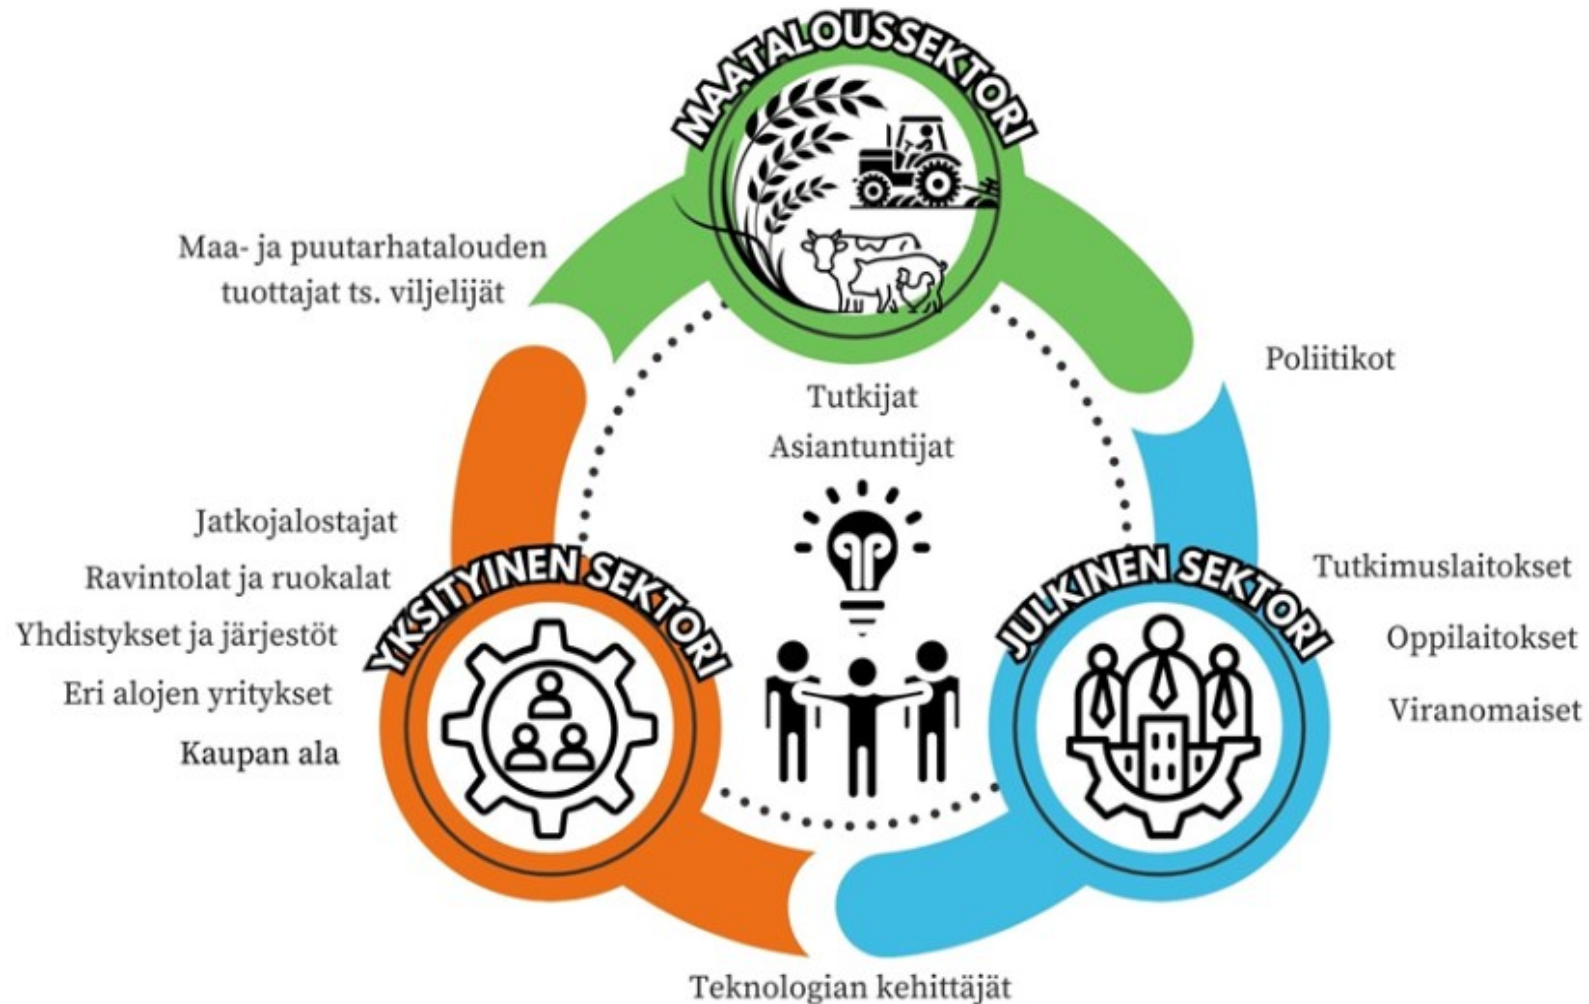 MAATALOUSSEKTORI
Maa- ja puutarhatalouden
tuottajat ts. viljelijät
Poliitikot
Tutkijat
Asiantuntijat
Jatkojalostajat
Ravintolat ja ruokalat
Yhdistykset ja järjestöt
Eri alojen yritykset
Kaupan ala
YKSITYINEN SEKTORI
JULKINEN SEKTORI
Tutkimuslaitokset
Oppilaitokset
Viranomaiset
Teknologian kehittäjät